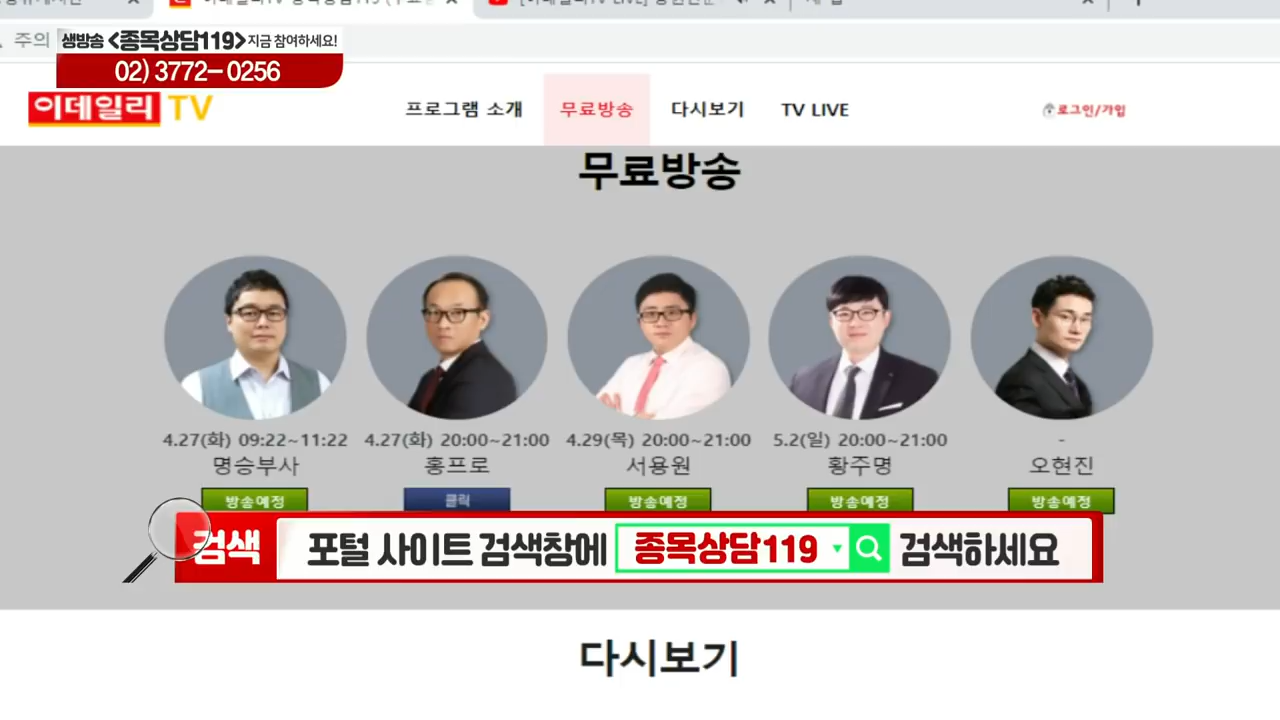 주의
생방송 <종목상담119> 지금 참여하세요!
02) 3772-0256
이데일리 TV
프로그램 소개
무료방송
다시보기
TV LIVE
로그인/가입
무료방송
4.27(화) 09:22~11:22
명승부사
방송예정
4.27(화) 20:00~21:00
홍프로
클릭
4.29(목) 20:00~21:00
서용원
방송예정
5.2(일) 20:00~21:00
황주명
방송예정
-
오현진
방송예정
검색
포털 사이트 검색창에 종목상담119 검색하세요
다시보기